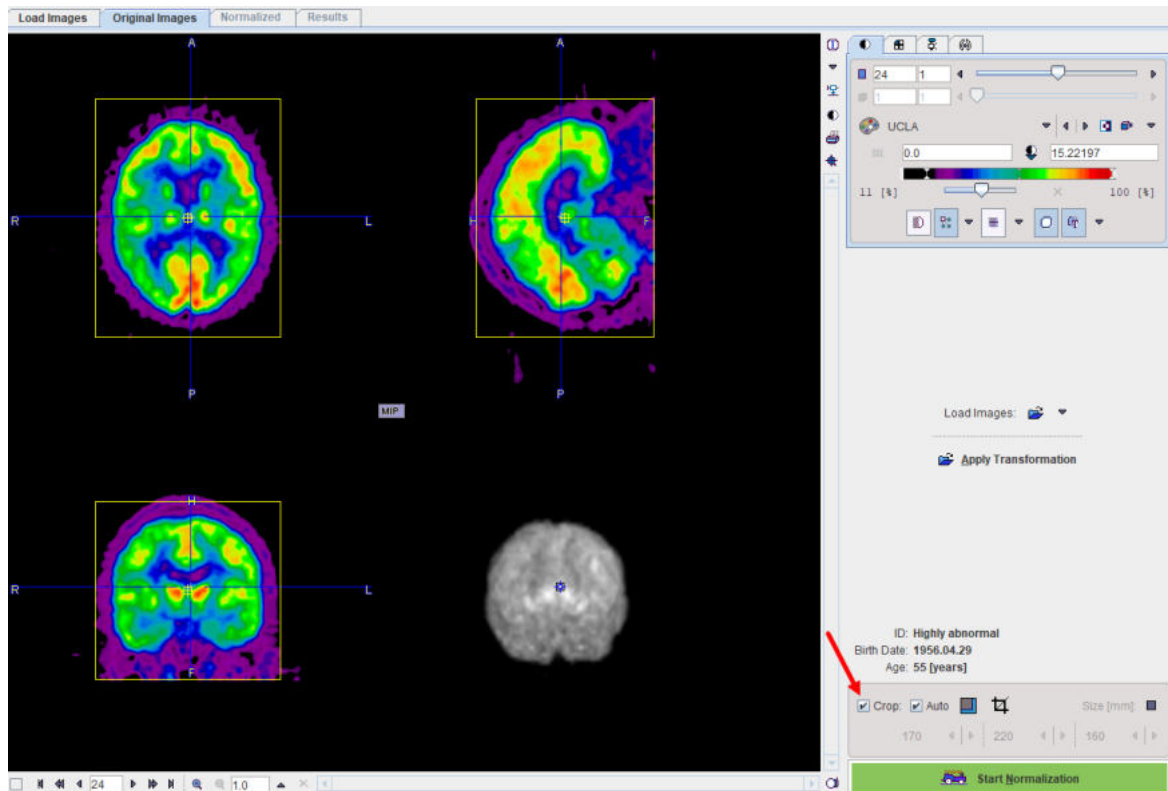 Load Images Original Images Normalized Results
A A
24 1
1 1
UCLA
0.0 15.22197
11 [%] 100 [%]
R L H F
P P
MIP
Load Images:
Apply Transformation
H
R L
F
ID: Highly abnormal
Birth Date: 1956.04.29
Age: 55 [years]
Crop: Auto Size [mm]:
170 220 160
24 1.0
Start Normalization